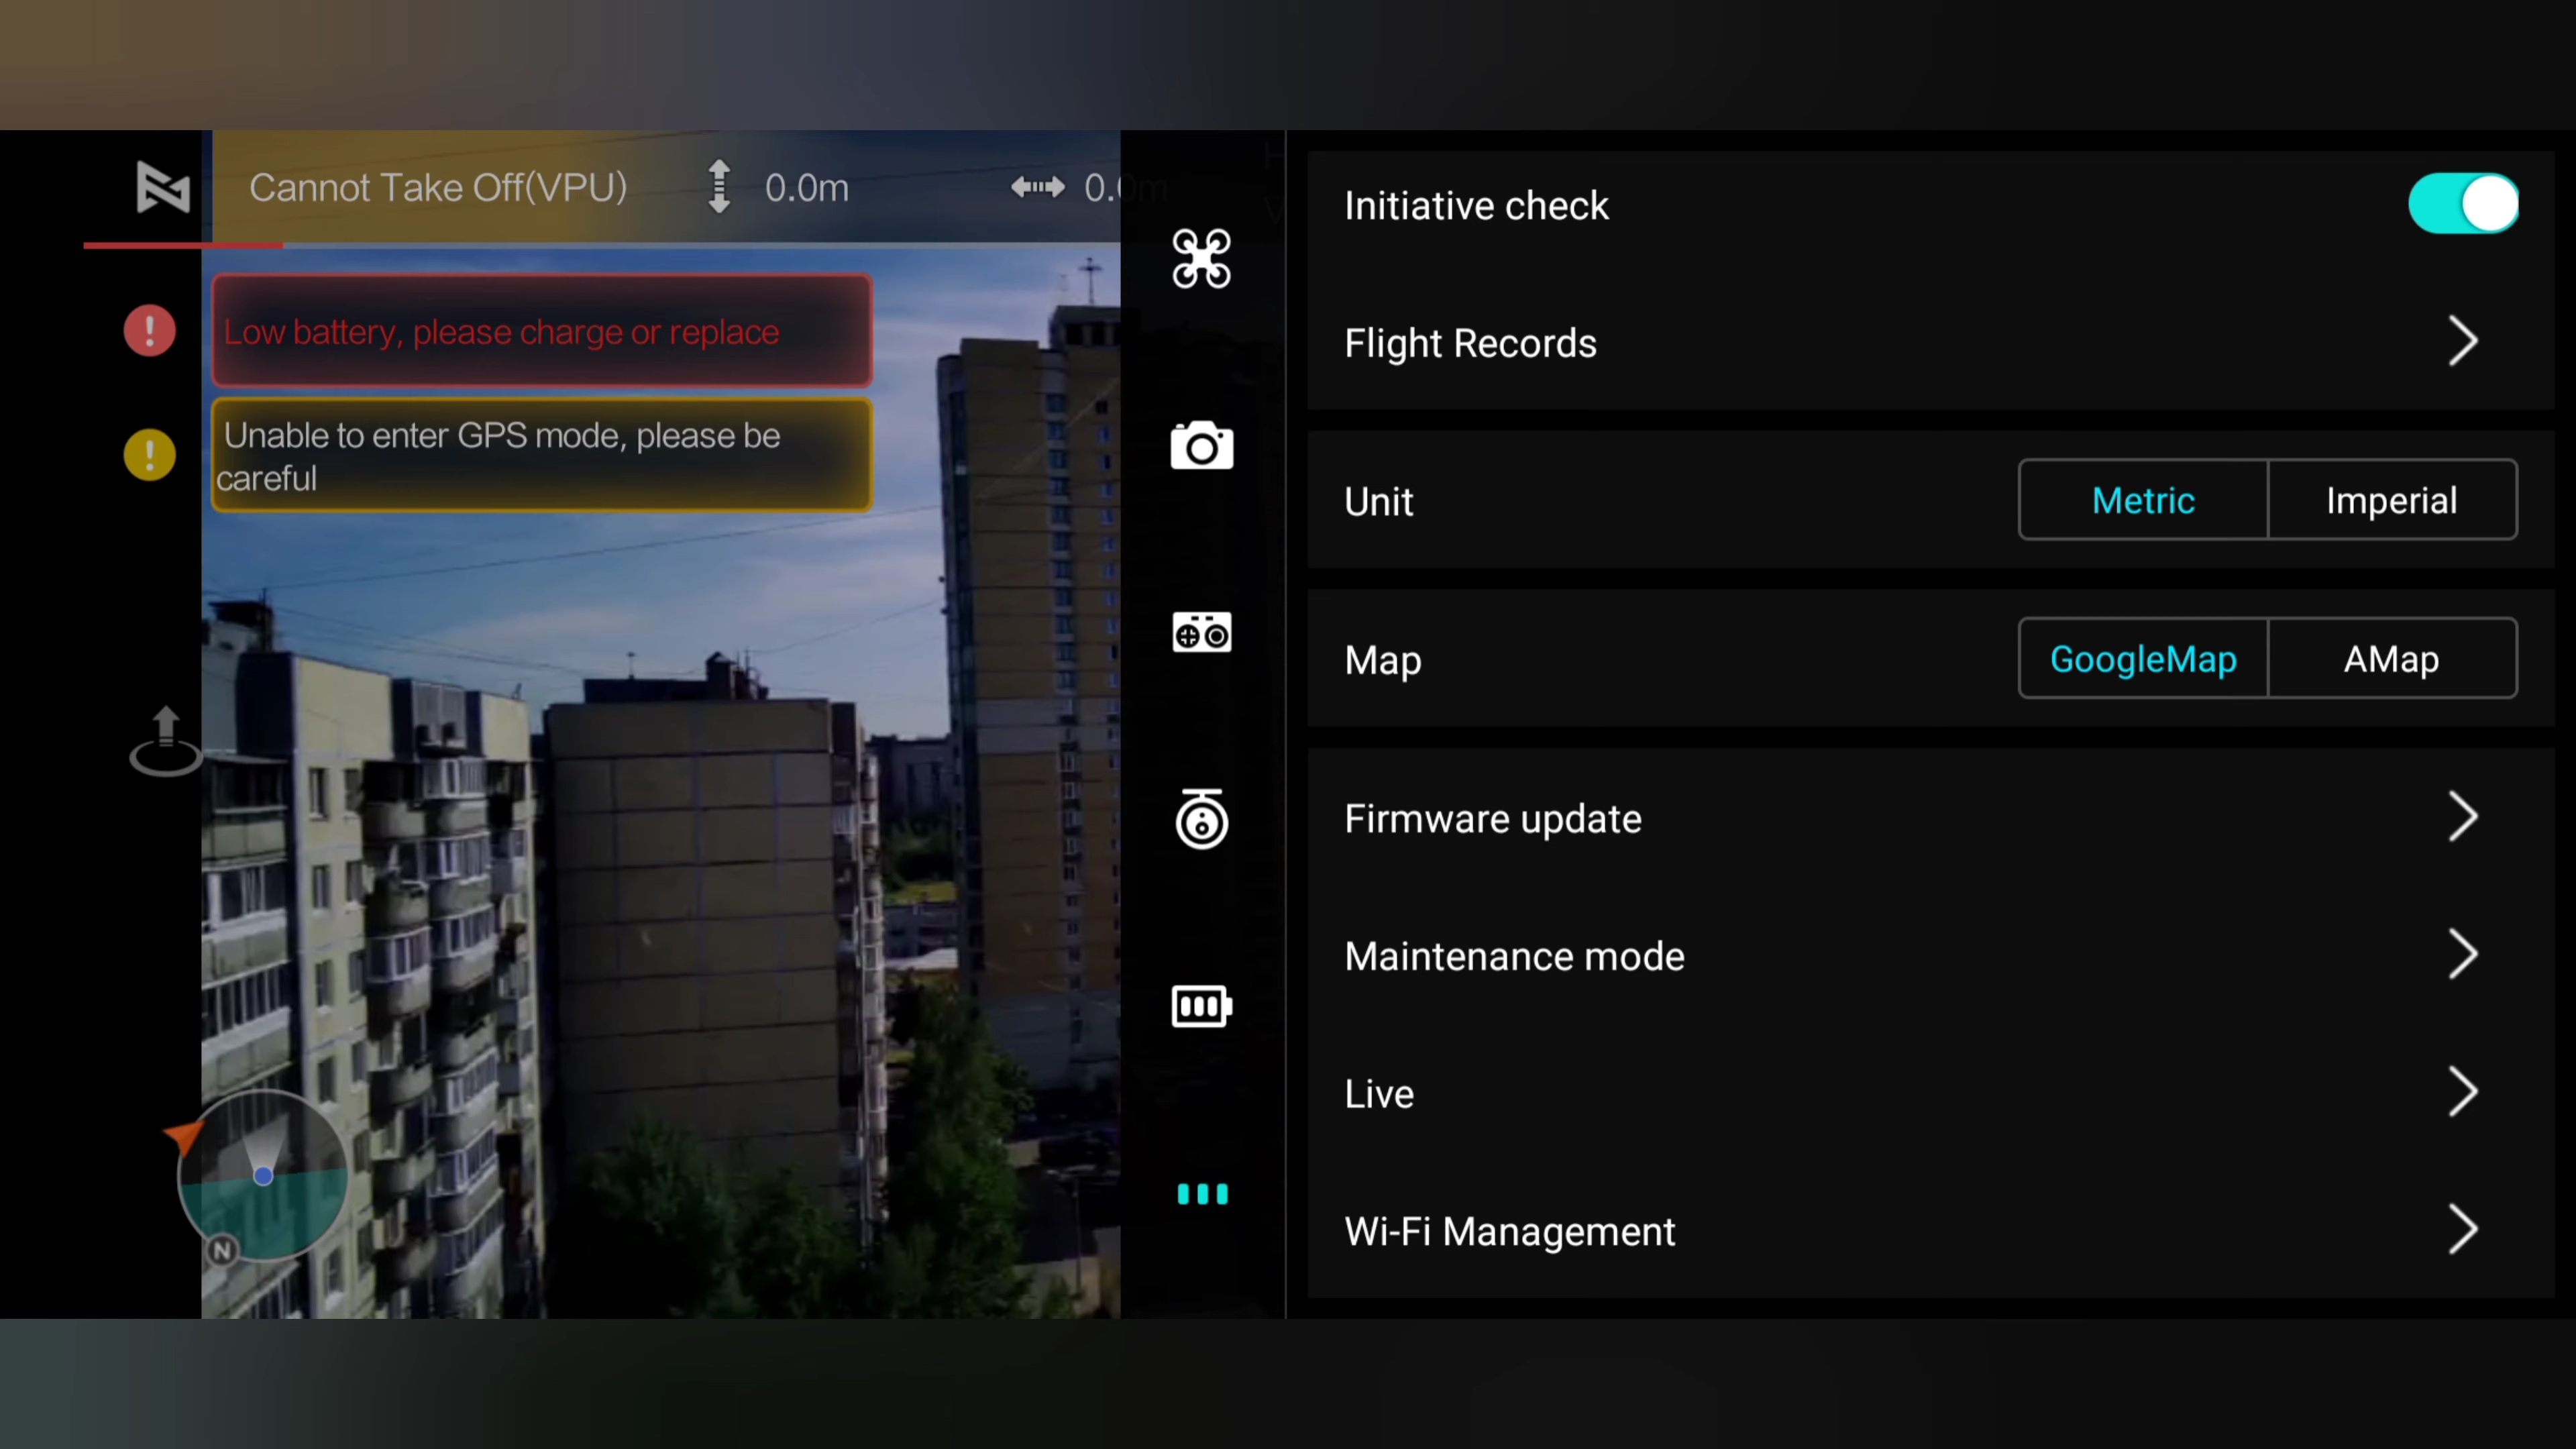 Cannot Take Off(VPU)
0.0m
0.0m
Low battery, please charge or replace
Unable to enter GPS mode, please be
careful
N
Initiative check
Flight Records
Unit
Metric
Imperial
Map
GoogleMap
AMap
Firmware update
Maintenance mode
Live
Wi-Fi Management